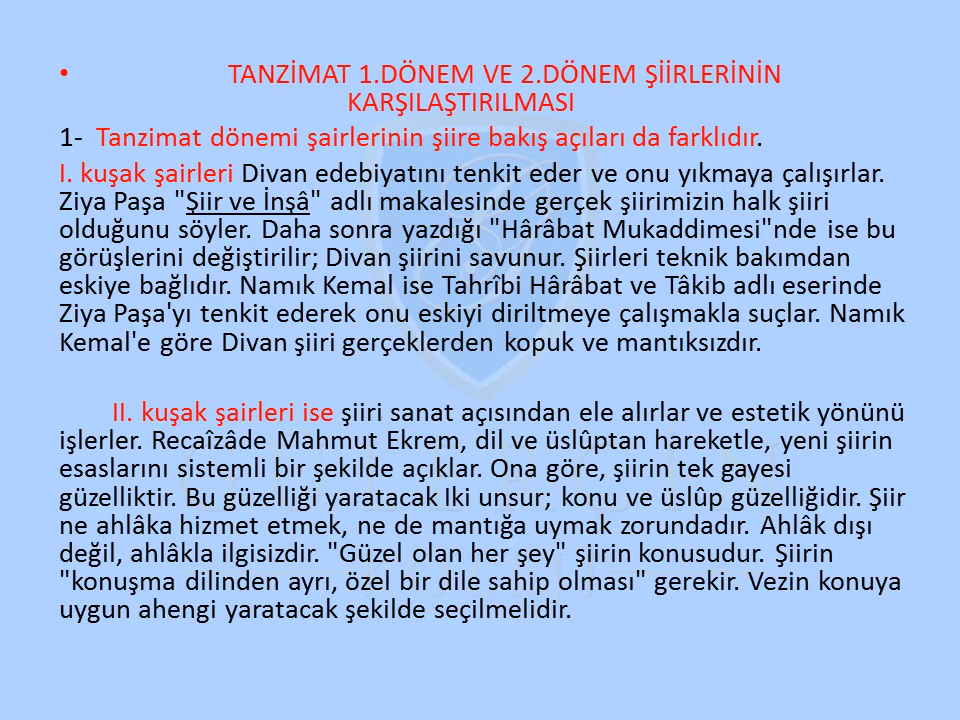 • TANZİMAT 1.DÖNEM VE 2.DÖNEM ŞİİRLERİNİN
KARŞILAŞTIRILMASI
1- Tanzimat dönemi şairlerinin şiire bakış açıları da farklıdır.
I. kuşak şairleri Divan edebiyatını tenkit eder ve onu yıkmaya çalışırlar.
Ziya Paşa "Şiir ve İnşâ" adlı makalesinde gerçek şiirimizin halk şiiri
olduğunu söyler. Daha sonra yazdığı "Hârâbat Mukaddimesi"nde ise bu
görüşlerini değiştirilir; Divan şiirini savunur. Şiirleri teknik bakımdan
eskiye bağlıdır. Namık Kemal ise Tahrîbi Hârâbat ve Tâkib adlı eserinde
Ziya Paşa'yı tenkit ederek onu eskiyi diriltmeye çalışmakla suçlar. Namık
Kemal'e göre Divan şiiri gerçeklerden kopuk ve mantıksızdır.
II. kuşak şairleri ise şiiri sanat açısından ele alırlar ve estetik yönünü
işlerler. Recaîzâde Mahmut Ekrem, dil ve üslûptan hareketle, yeni şiirin
esaslarını sistemli bir şekilde açıklar. Ona göre, şiirin tek gayesi
güzelliktir. Bu güzelliği yaratacak Iki unsur; konu ve üslûp güzelliğidir. Şiir
ne ahlâka hizmet etmek, ne de mantığa uymak zorundadır. Ahlâk dışı
değil, ahlâkla ilgisizdir. "Güzel olan her şey" şiirin konusudur. Şiirin
"konuşma dilinden ayrı, özel bir dile sahip olması" gerekir. Vezin konuya
uygun ahengi yaratacak şekilde seçilmelidir.